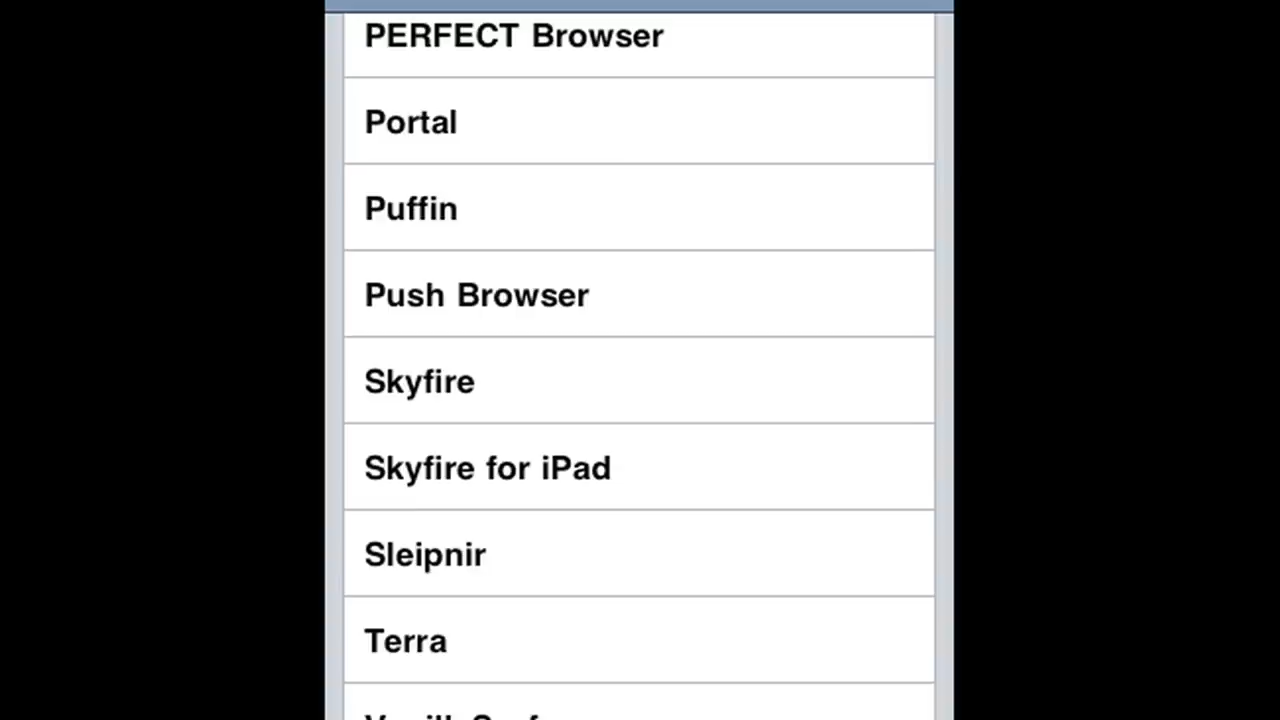 PERFECT Browser
Portal
Puffin
Push Browser
Skyfire
Skyfire for iPad
Sleipnir
Terra